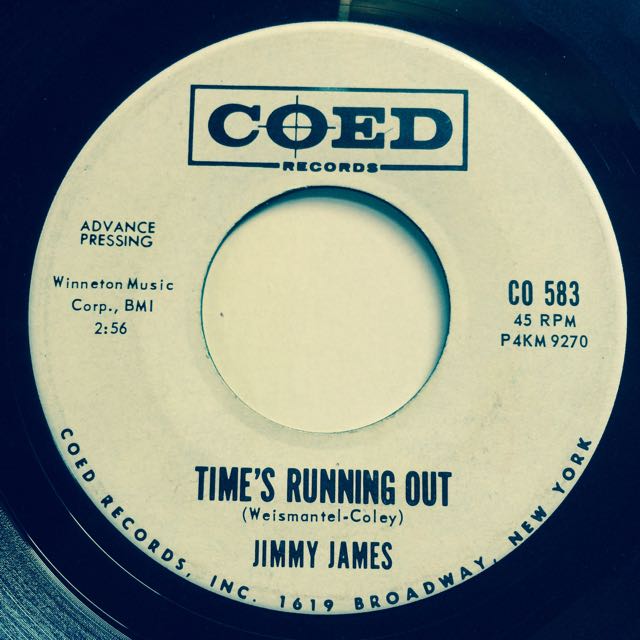 COED
RECORDS
ADVANCE
PRESSING
Winneton Music
Corp., BMI
2:56
CO 583
45 RPM
P4KM 9270
TIME'S RUNNING OUT
(Weismantel-Coley)
JIMMY JAMES
COED RECORDS, INC. 1619 BROADWAY, NEW YORK